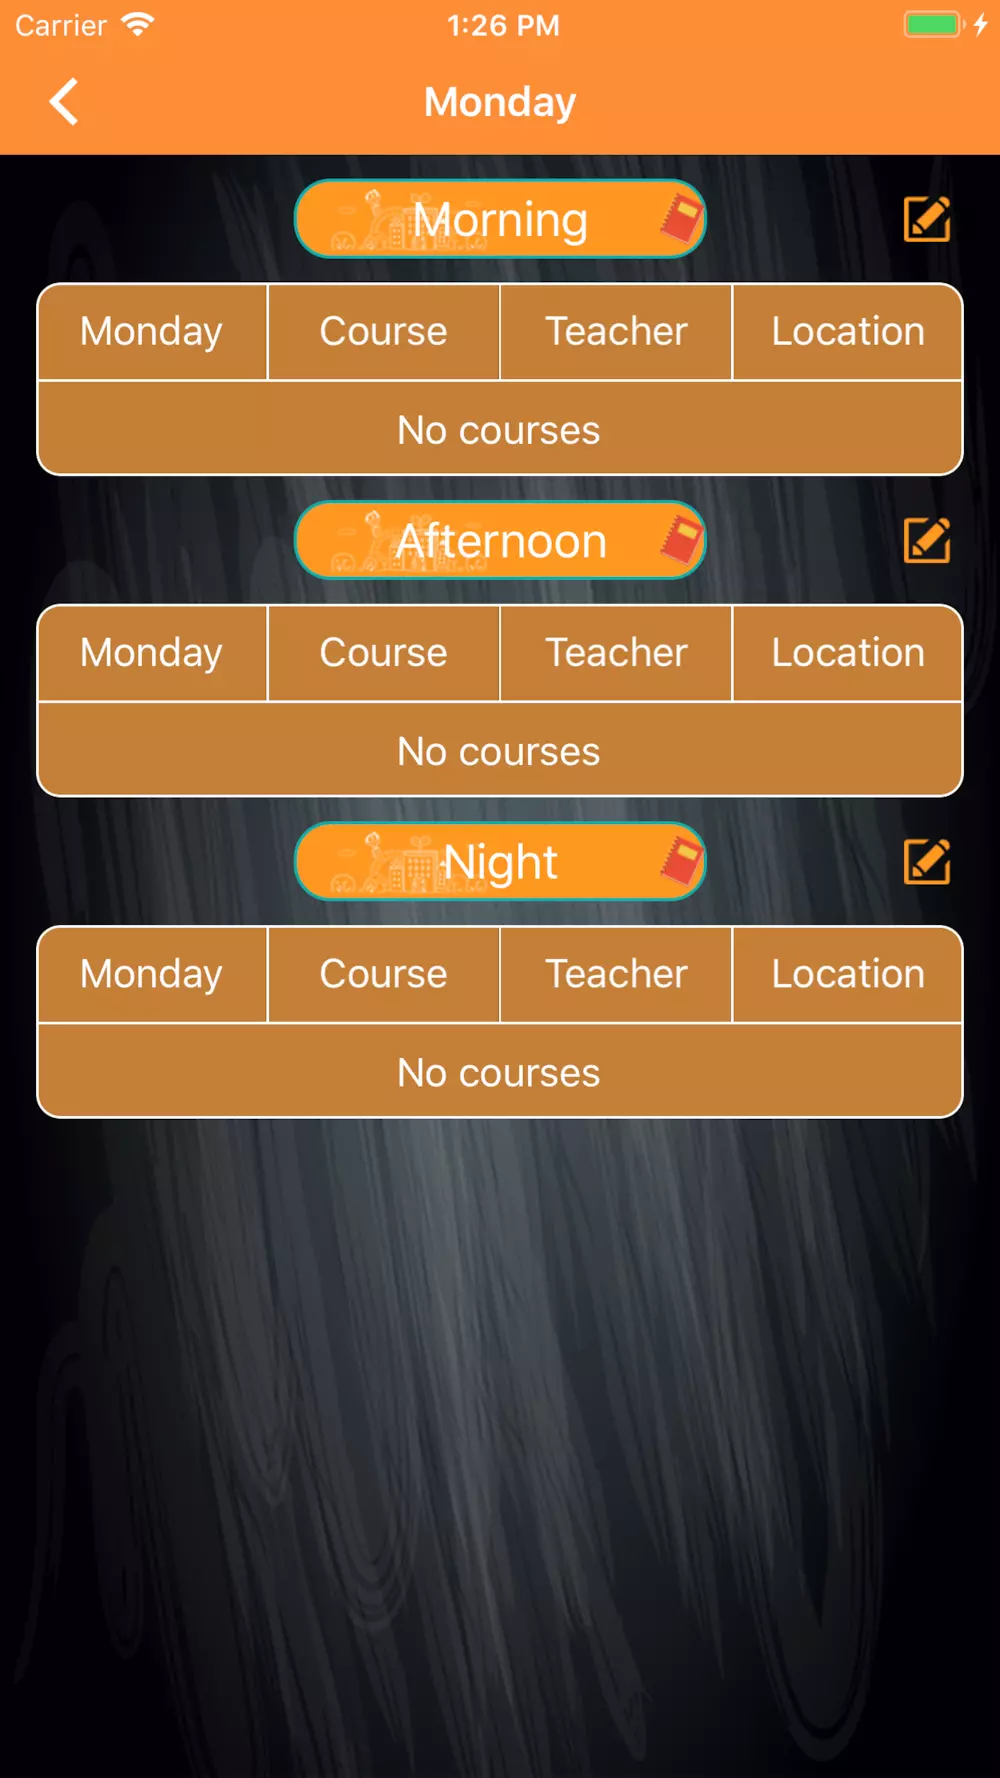 Carrier 1:26 PM
Monday
Morning
Monday Course Teacher Location
No courses
Afternoon
Monday Course Teacher Location
No courses
Night
Monday Course Teacher Location
No courses